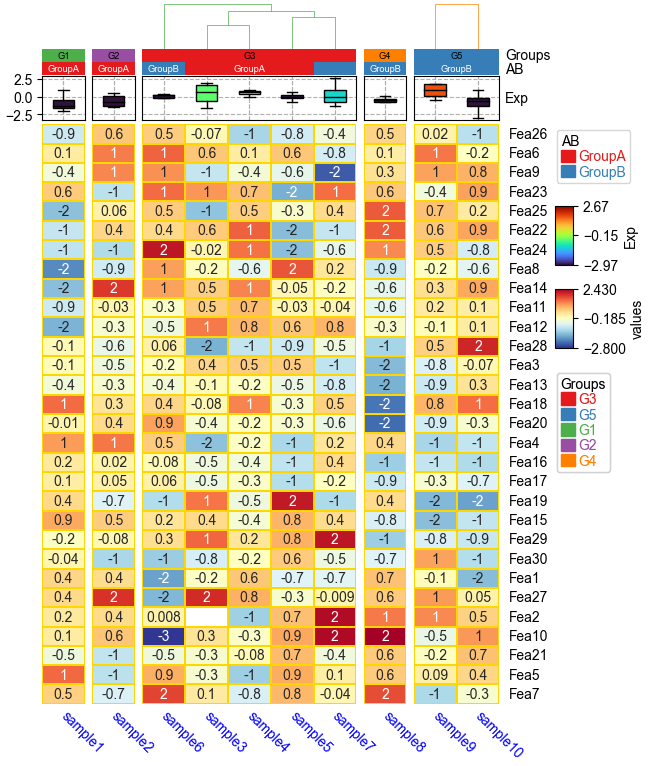 G1 G2 G3 G4 G5 Groups
GroupA GroupA GroupB GroupA GroupB GroupB AB
2.5
0.0 Exp
−2.5
-0.9 0.6 0.5 -0.07 -1 -0.8 -0.4 0.5 0.02 -1 Fea26
0.1 1 1 0.6 0.1 0.6 -0.8 0.1 1 -0.2 Fea6
-0.4 1 1 -1 -0.4 -0.6 -2 0.3 1 0.8 Fea9
0.6 -1 1 1 0.7 -2 1 0.6 -0.4 0.9 Fea23
-2 0.06 0.5 -1 0.5 -0.3 0.4 2 0.7 0.2 Fea25
-1 0.4 0.4 0.6 1 -2 -1 2 0.6 0.9 Fea22
-1 -1 2 -0.02 1 -2 -0.6 1 0.5 -0.8 Fea24
-2 -0.9 1 -0.2 -0.6 2 0.2 -0.9 -0.2 -0.6 Fea8
-2 2 1 0.5 1 -0.05 -0.2 -0.6 0.3 0.9 Fea14
-0.9 -0.03 -0.3 0.5 0.7 -0.03 -0.04 -0.6 0.2 0.1 Fea11
-2 -0.3 -0.5 1 0.8 0.6 0.8 -0.3 -0.1 0.1 Fea12
-0.1 -0.6 0.06 -2 -1 -0.9 -0.5 -1 0.5 2 Fea28
-0.1 -0.5 -0.2 0.4 0.5 0.5 -1 -2 -0.8 -0.07 Fea3
-0.4 -0.3 -0.4 -0.1 -0.2 -0.5 -0.8 -2 -0.9 0.3 Fea13
1 0.3 0.4 -0.08 1 -0.3 0.5 -2 0.8 1 Fea18
-0.01 0.4 0.9 -0.4 -0.2 -0.3 -0.6 -2 -0.9 -0.3 Fea20
1 1 0.5 -2 -0.2 -1 0.2 0.4 -1 -1 Fea4
0.2 0.02 -0.08 -0.5 -0.4 -1 0.4 -1 -1 -1 Fea16
0.1 0.05 0.06 -0.5 -0.3 -1 -0.2 -0.9 -0.3 -0.7 Fea17
0.4 -0.7 -1 1 -0.5 2 -1 0.4 -2 -2 Fea19
0.9 0.5 0.2 0.4 -0.4 0.8 0.4 -0.8 -2 -1 Fea15
-0.2 -0.08 0.3 1 0.2 0.8 2 -1 -0.8 -0.9 Fea29
-0.04 -1 -1 -0.8 -0.2 0.6 -0.5 -0.7 1 -1 Fea30
0.4 0.4 -2 -0.2 0.6 -0.7 -0.7 0.7 -0.1 -2 Fea1
0.4 2 -2 2 0.8 -0.3 -0.009 0.6 1 0.05 Fea27
0.2 0.4 0.008 -1 0.7 2 1 1 0.5 Fea2
0.1 0.6 -3 0.3 -0.3 0.9 2 2 -0.5 1 Fea10
-0.5 -1 -0.5 -0.3 -0.08 0.7 -0.4 0.6 -0.2 0.7 Fea21
1 -1 0.9 -0.3 -1 0.9 0.1 0.6 0.09 0.4 Fea5
0.5 -0.7 2 0.1 -0.8 0.8 -0.04 2 -1 -0.3 Fea7
sample1 sample2 sample6 sample3 sample4 sample5 sample7 sample8 sample9 sample10
AB
GroupA
GroupB
2.67
−0.15
−2.97
Exp
2.430
−0.185
−2.800
values
Groups
G3
G5
G1
G2
G4